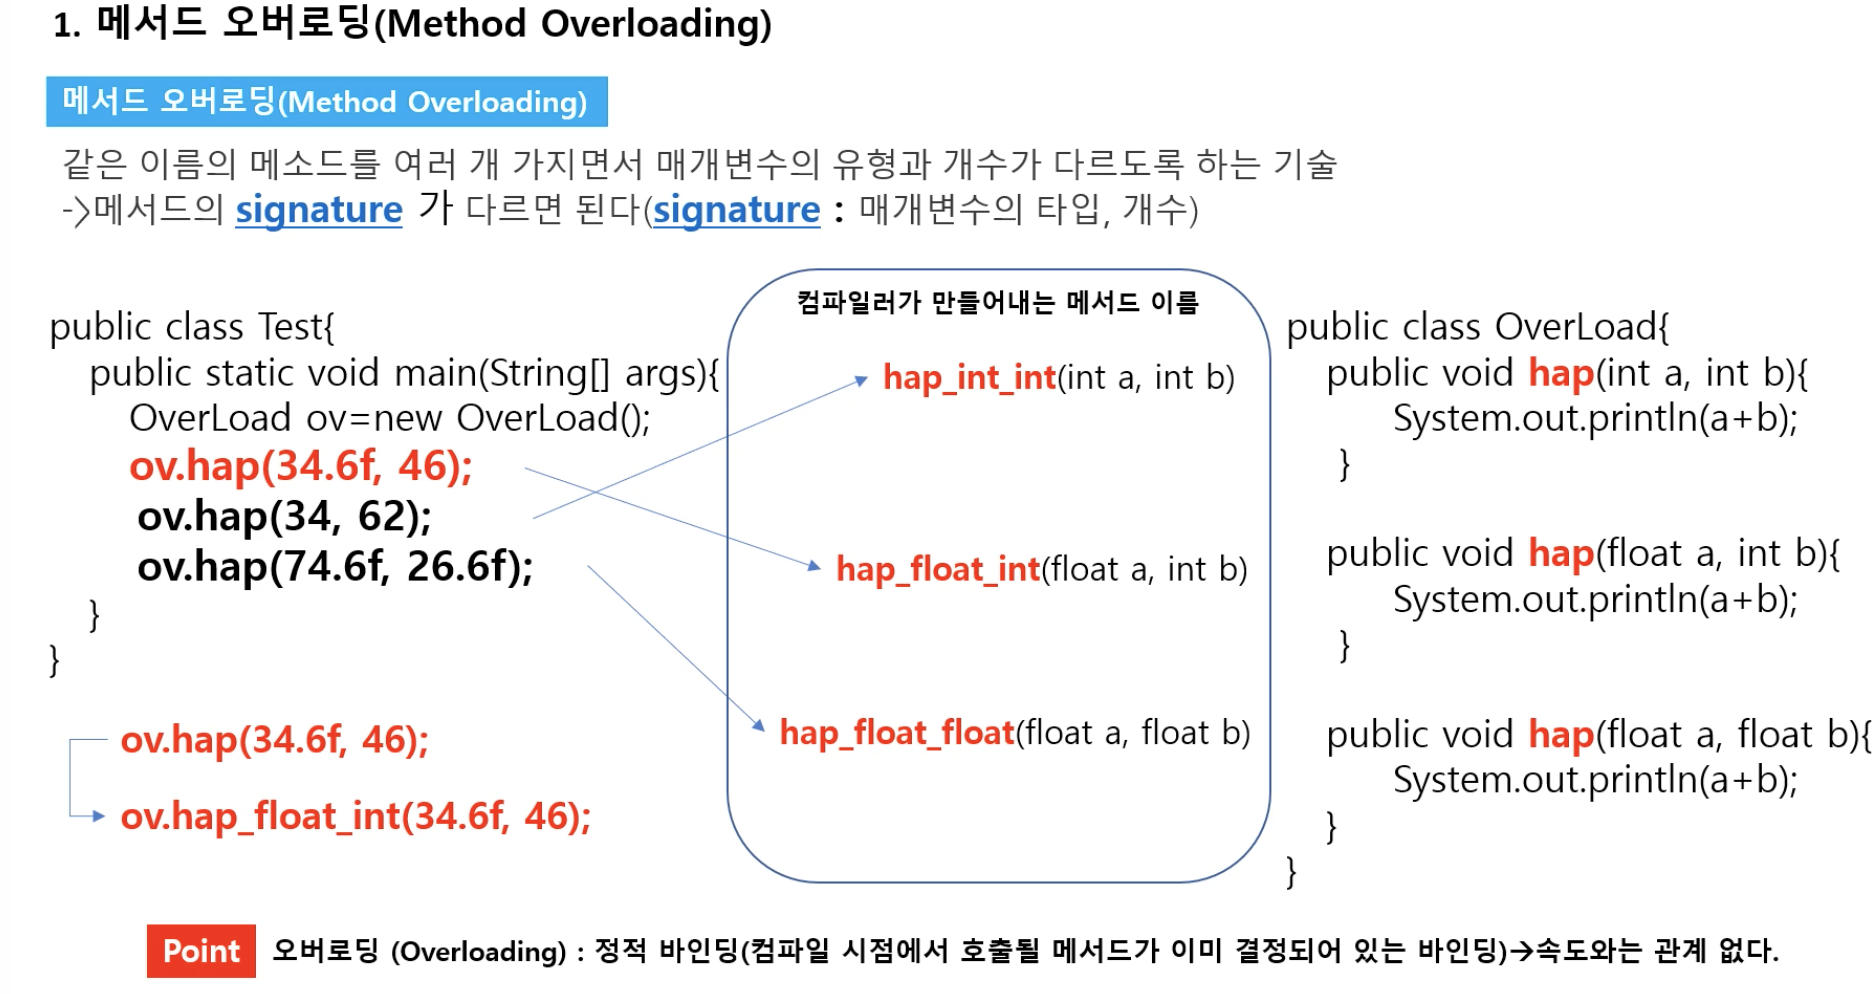 1. 메서드 오버로딩(Method Overloading)
메서드 오버로딩(Method Overloading)
같은 이름의 메소드를 여러 개 가지면서 매개변수의 유형과 개수가 다르도록 하는 기술
->메서드의 signature 가 다르면 된다(signature : 매개변수의 타입, 개수)
public class Test{
public static void main(String[] args){
OverLoad ov=new OverLoad();
ov.hap(34.6f, 46);
ov.hap(34, 62);
ov.hap(74.6f, 26.6f);
}
}
ov.hap(34.6f, 46);
ov.hap_float_int(34.6f, 46);
컴파일러가 만들어내는 메서드 이름
hap_int_int(int a, int b)
hap_float_int(float a, int b)
hap_float_float(float a, float b)
public class OverLoad{
public void hap(int a, int b){
System.out.println(a+b);
}
public void hap(float a, int b){
System.out.println(a+b);
}
public void hap(float a, float b){
System.out.println(a+b);
}
}
Point 오버로딩 (Overloading) : 정적 바인딩(컴파일 시점에서 호출될 메서드가 이미 결정되어 있는 바인딩)→속도와는 관계 없다.